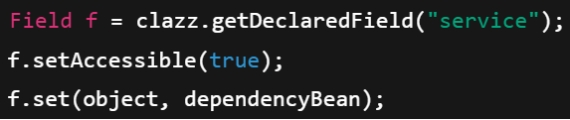 Field f = clazz.getDeclaredField("service");
f.setAccessible(true);
f.set(object, dependencyBean);